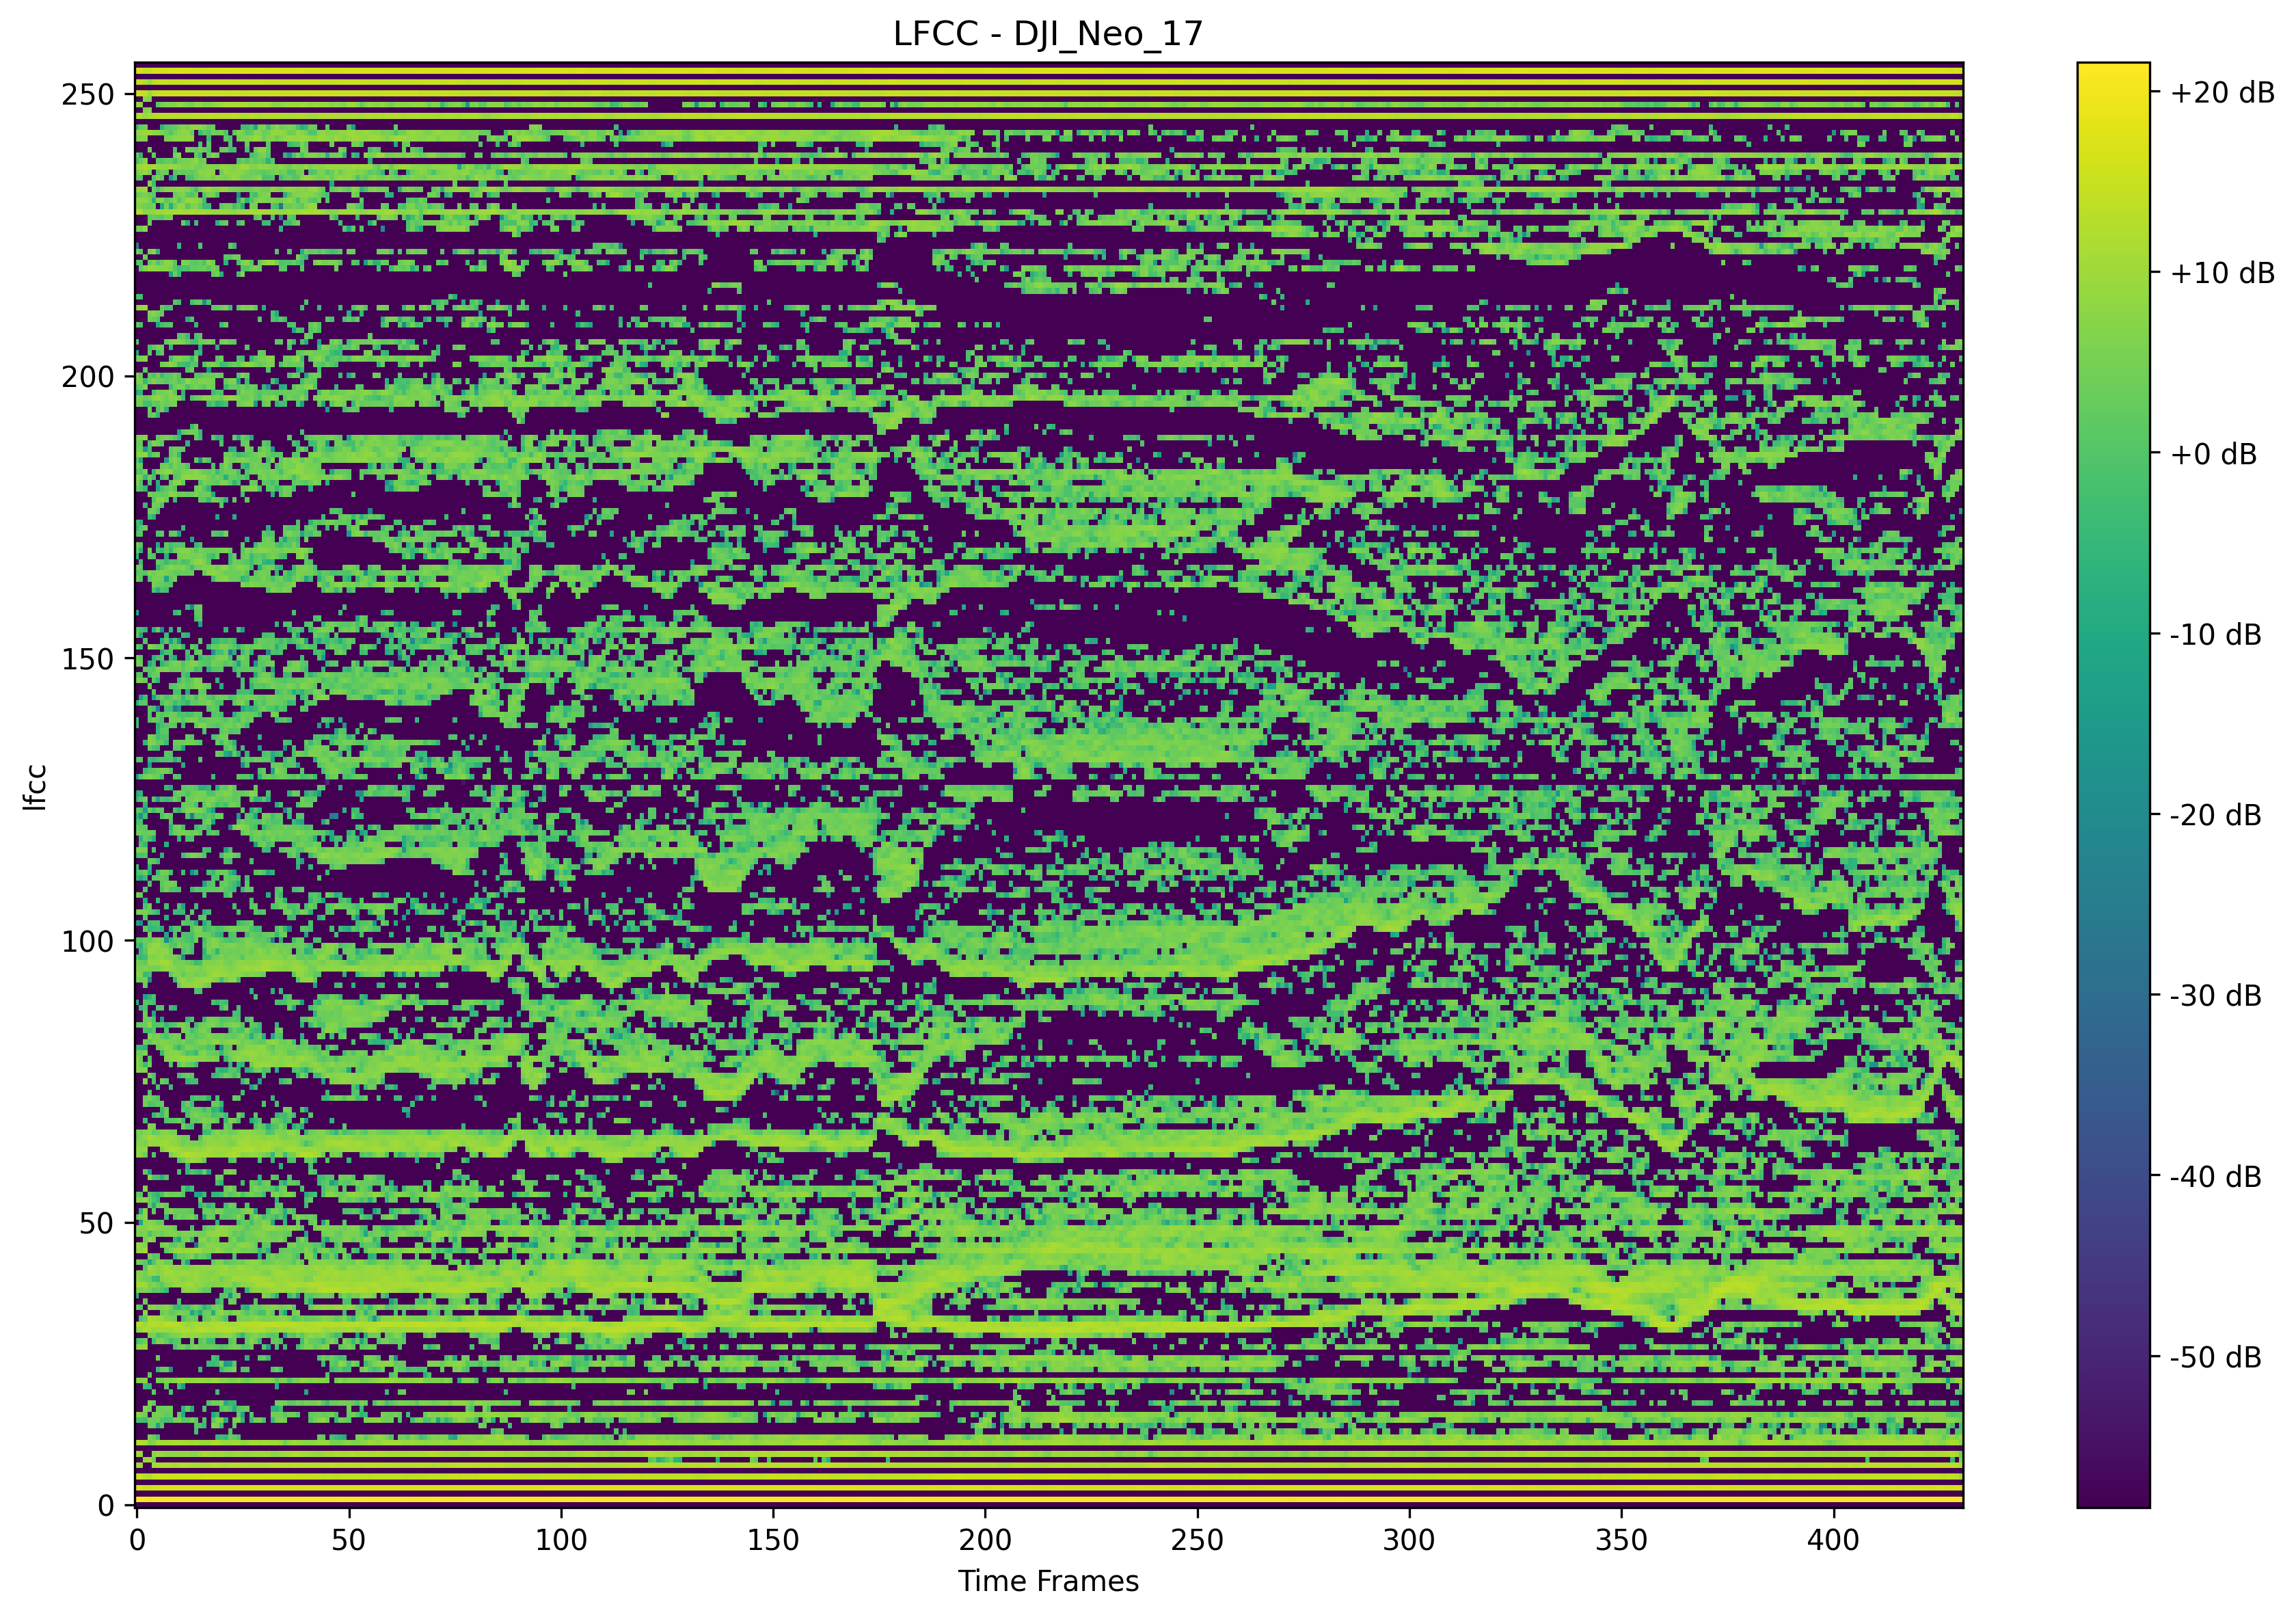 LFCC - DJI_Neo_17
250
200
150
100
50
0
lfcc
0 50 100 150 200 250 300 350 400
Time Frames
+20 dB
+10 dB
+0 dB
-10 dB
-20 dB
-30 dB
-40 dB
-50 dB